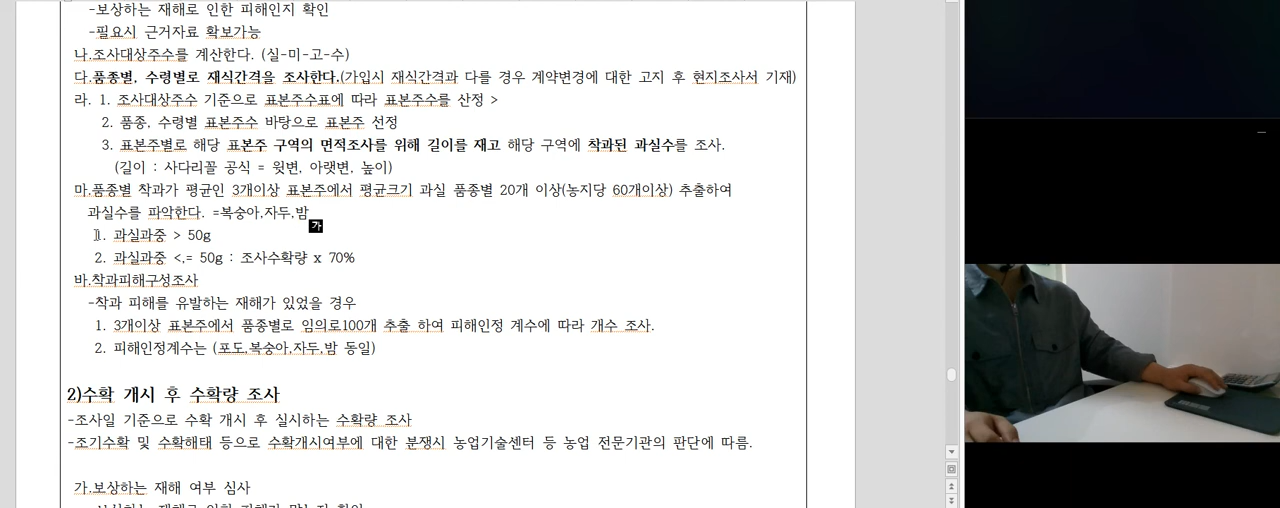 -보상하는 재해로 인한 피해인지 확인
-필요시 근거자료 확보가능
나.조사대상주수를 계산한다. (실-미-고-수)
다.품종별, 수령별로 재식간격을 조사한다.(가입시 재식간격과 다를 경우 계약변경에 대한 고지 후 현지조사서 기재)
라. 1. 조사대상주수 기준으로 표본주수표에 따라 표본주수를 산정 >
2. 품종, 수령별 표본주수 바탕으로 표본주 선정
3. 표본주별로 해당 표본주 구역의 면적조사를 위해 길이를 재고 해당 구역에 착과된 과실수를 조사.
(길이 : 사다리꼴 공식 = 윗변, 아랫변, 높이)
마.품종별 착과가 평균인 3개이상 표본주에서 평균크기 과실 품종별 20개 이상(농지당 60개이상) 추출하여
과실수를 파악한다. =복숭아,자두,밤
가
1. 과실과중 > 50g
2. 과실과중 <,= 50g : 조사수확량 x 70%
바.착과피해구성조사
-착과 피해를 유발하는 재해가 있었을 경우
1. 3개이상 표본주에서 품종별로 임의로100개 추출 하여 피해인정 계수에 따라 개수 조사.
2. 피해인정계수는 (포도,복숭아,자두,밤 동일)
2)수확 개시 후 수확량 조사
-조사일 기준으로 수확 개시 후 실시하는 수확량 조사
-조기수확 및 수확해태 등으로 수확개시여부에 대한 분쟁시 농업기술센터 등 농업 전문기관의 판단에 따름.
가.보상하는 재해 여부 심사